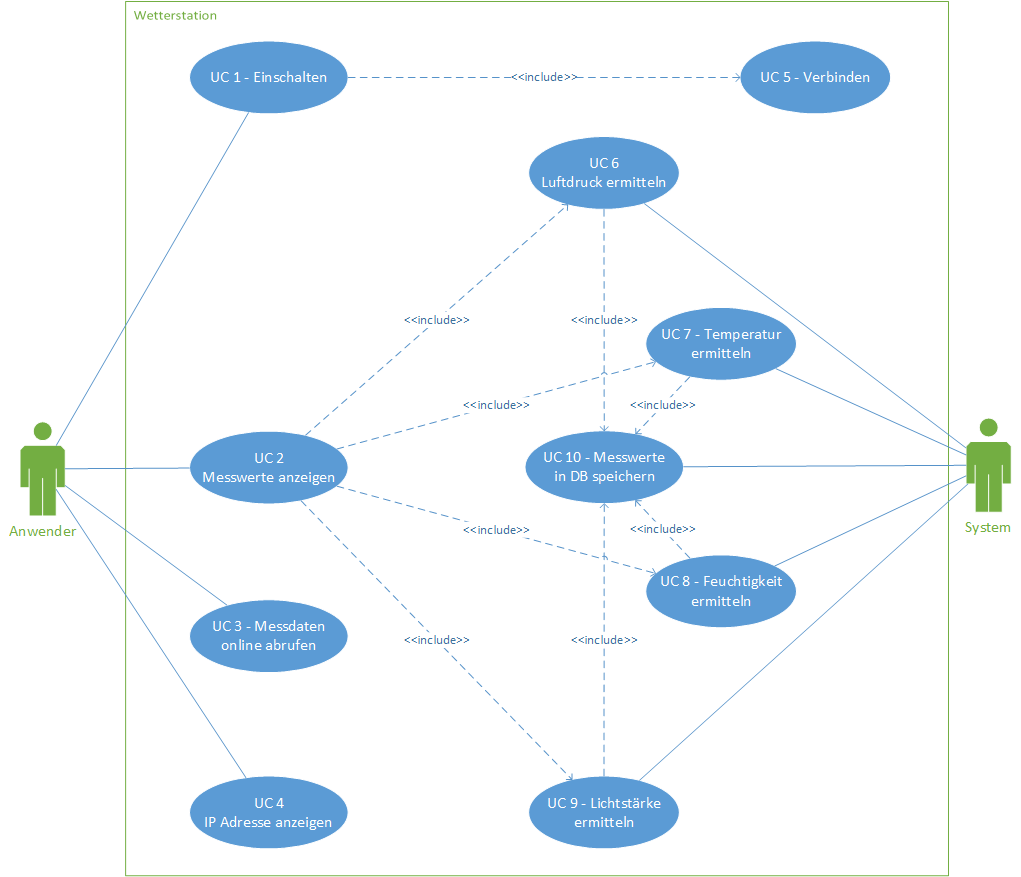 Wetterstation
UC 1 - Einschalten
<<include>>
UC 5 - Verbinden
UC 6
Luftdruck ermitteln
<<include>>
<<include>>
UC 7 - Temperatur
ermitteln
<<include>>
<<include>>
UC 2
Messwerte anzeigen
UC 10 - Messwerte
in DB speichern
Anwender
System
<<include>>
<<include>>
UC 8 - Feuchtigkeit
ermitteln
UC 3 - Messdaten
online abrufen
<<include>>
<<include>>
UC 4
IP Adresse anzeigen
UC 9 - Lichtstärke
ermitteln